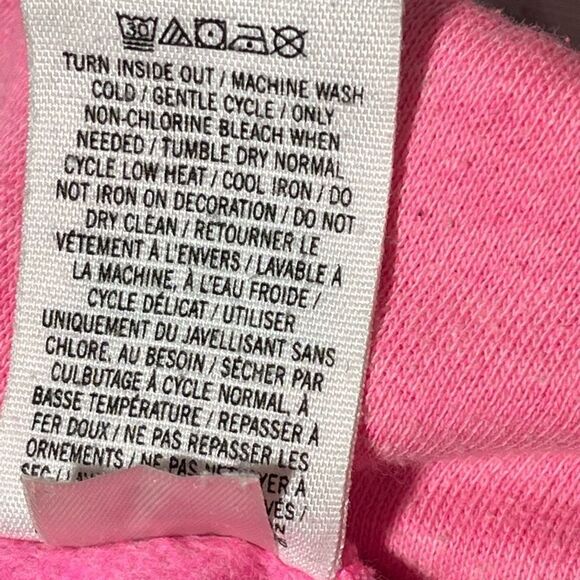 30
TURN INSIDE OUT / MACHINE WASH
COLD / GENTLE CYCLE / ONLY
NON-CHLORINE BLEACH WHEN
NEEDED / TUMBLE DRY NORMAL
CYCLE LOW HEAT / COOL IRON / DO
NOT IRON ON DECORATION / DO NOT
DRY CLEAN / RETOURNER LE
VÉTEMENT À L'ENVERS / LAVABLE À
LA MACHINE, À L'EAU FROIDE /
CYCLE DÉLICAT / UTILISER
UNIQUEMENT DU JAVELLISANT SANS
CHLORE, AU BESOIN / SÉCHER PAR
CULBUTAGE À CYCLE NORMAL, À
BASSE TEMPÉRATURE / REPASSER À
FER DOUX / NE PAS REPASSER LES
ORNEMENTS / NE PAS
SEC /